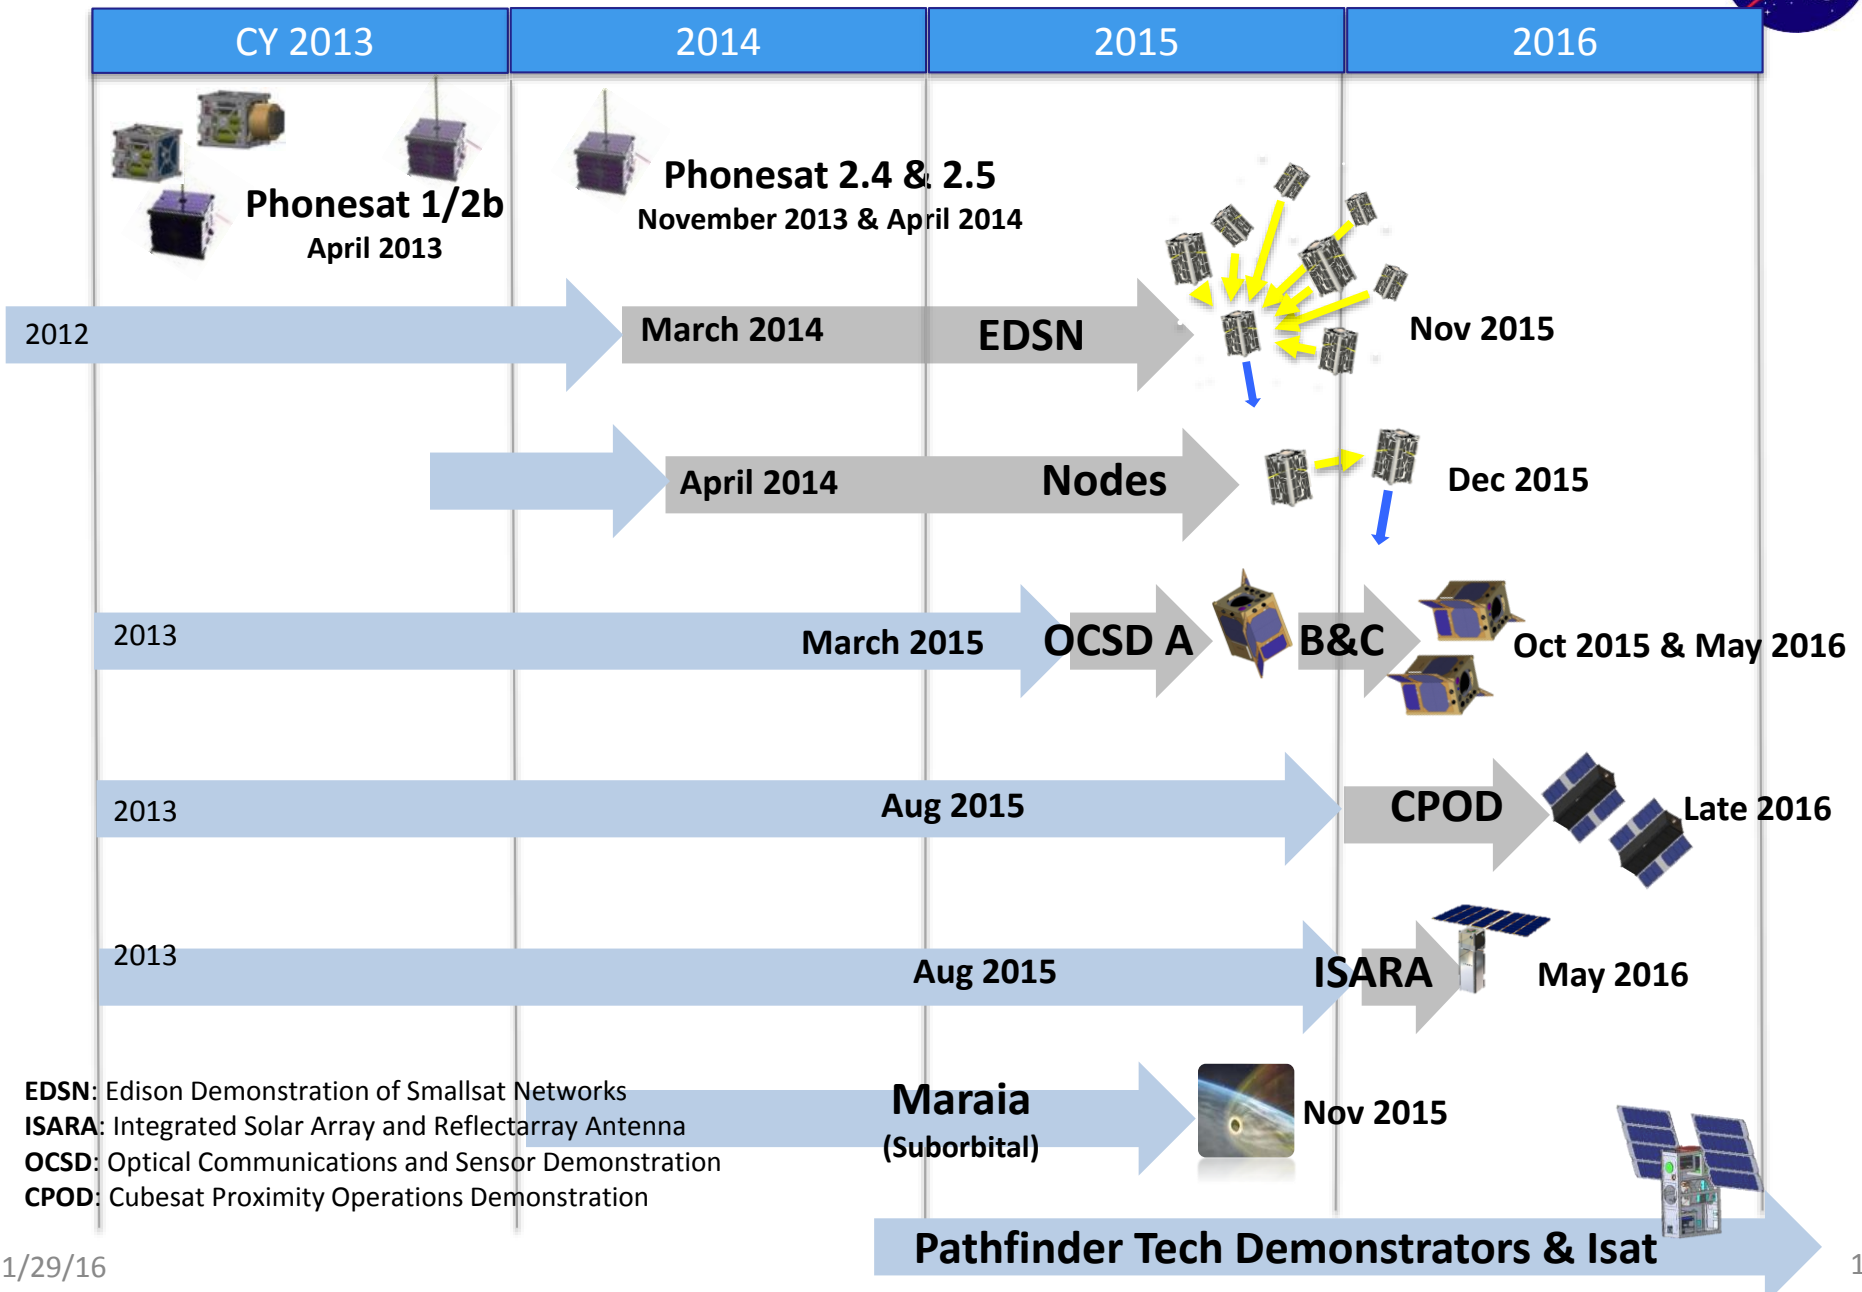 CY 2013
2014
2015
2016
Phonesat 1/2b
April 2013
Phonesat 2.4 & 2.5
November 2013 & April 2014
2012
March 2014
EDSN
Nov 2015
April 2014
Nodes
Dec 2015
2013
March 2015
OCSD A
B&C
Oct 2015 & May 2016
2013
Aug 2015
CPOD
Late 2016
2013
Aug 2015
ISARA
May 2016
Maraia
(Suborbital)
Nov 2015
EDSN: Edison Demonstration of Smallsat Networks
ISARA: Integrated Solar Array and Reflectarray Antenna
OCSD: Optical Communications and Sensor Demonstration
CPOD: Cubesat Proximity Operations Demonstration
Pathfinder Tech Demonstrators & Isat
1/29/16
1